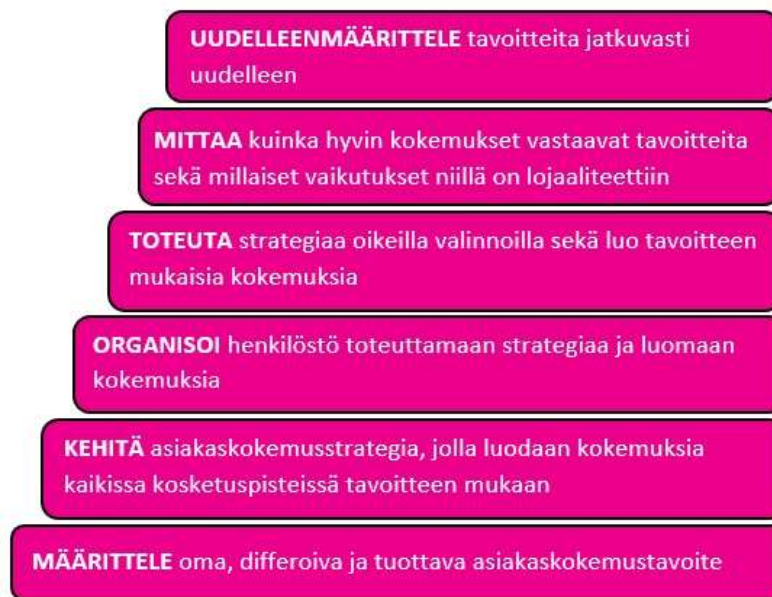 UUDELLEENMÄÄRITTELE tavoitteita jatkuvasti
uudelleen
MITTAA kuinka hyvin kokemukset vastaavat tavoitteita
sekä millaiset vaikutukset niillä on lojaaliteettiin
TOTEUTA strategiaa oikeilla valinnoilla sekä luo tavoitteen
mukaisia kokemuksia
ORGANISOI henkilöstö toteuttamaan strategiaa ja luomaan
kokemuksia
KEHITÄ asiakaskokemusstrategia, jolla luodaan kokemuksia
kaikissa kosketuspisteissä tavoitteen mukaan
MÄÄRITTELE oma, differoiva ja tuottava asiakaskokemustavoite